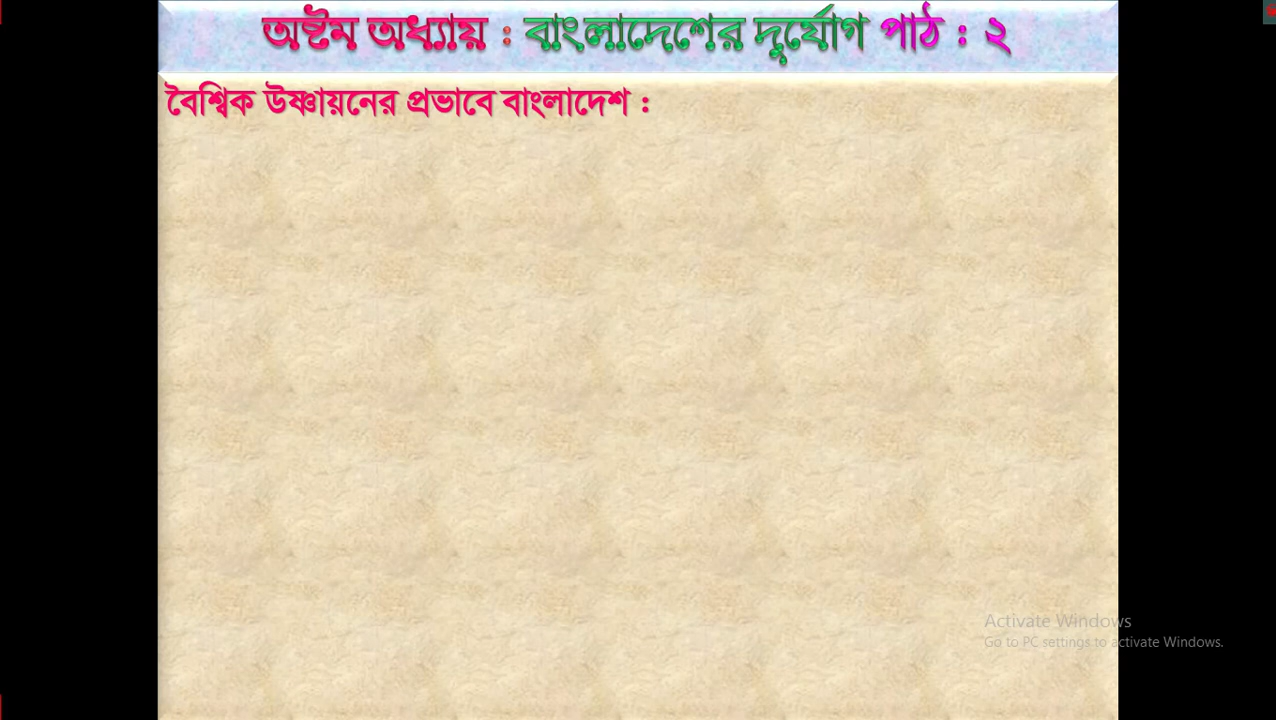 অষ্টম অধ্যায় : বাংলাদেশের দুর্যোগ পাঠ : ২
বৈশ্বিক উষ্ণায়নের প্রভাবে বাংলাদেশ :
Activate Windows
Go to PC settings to activate Windows.